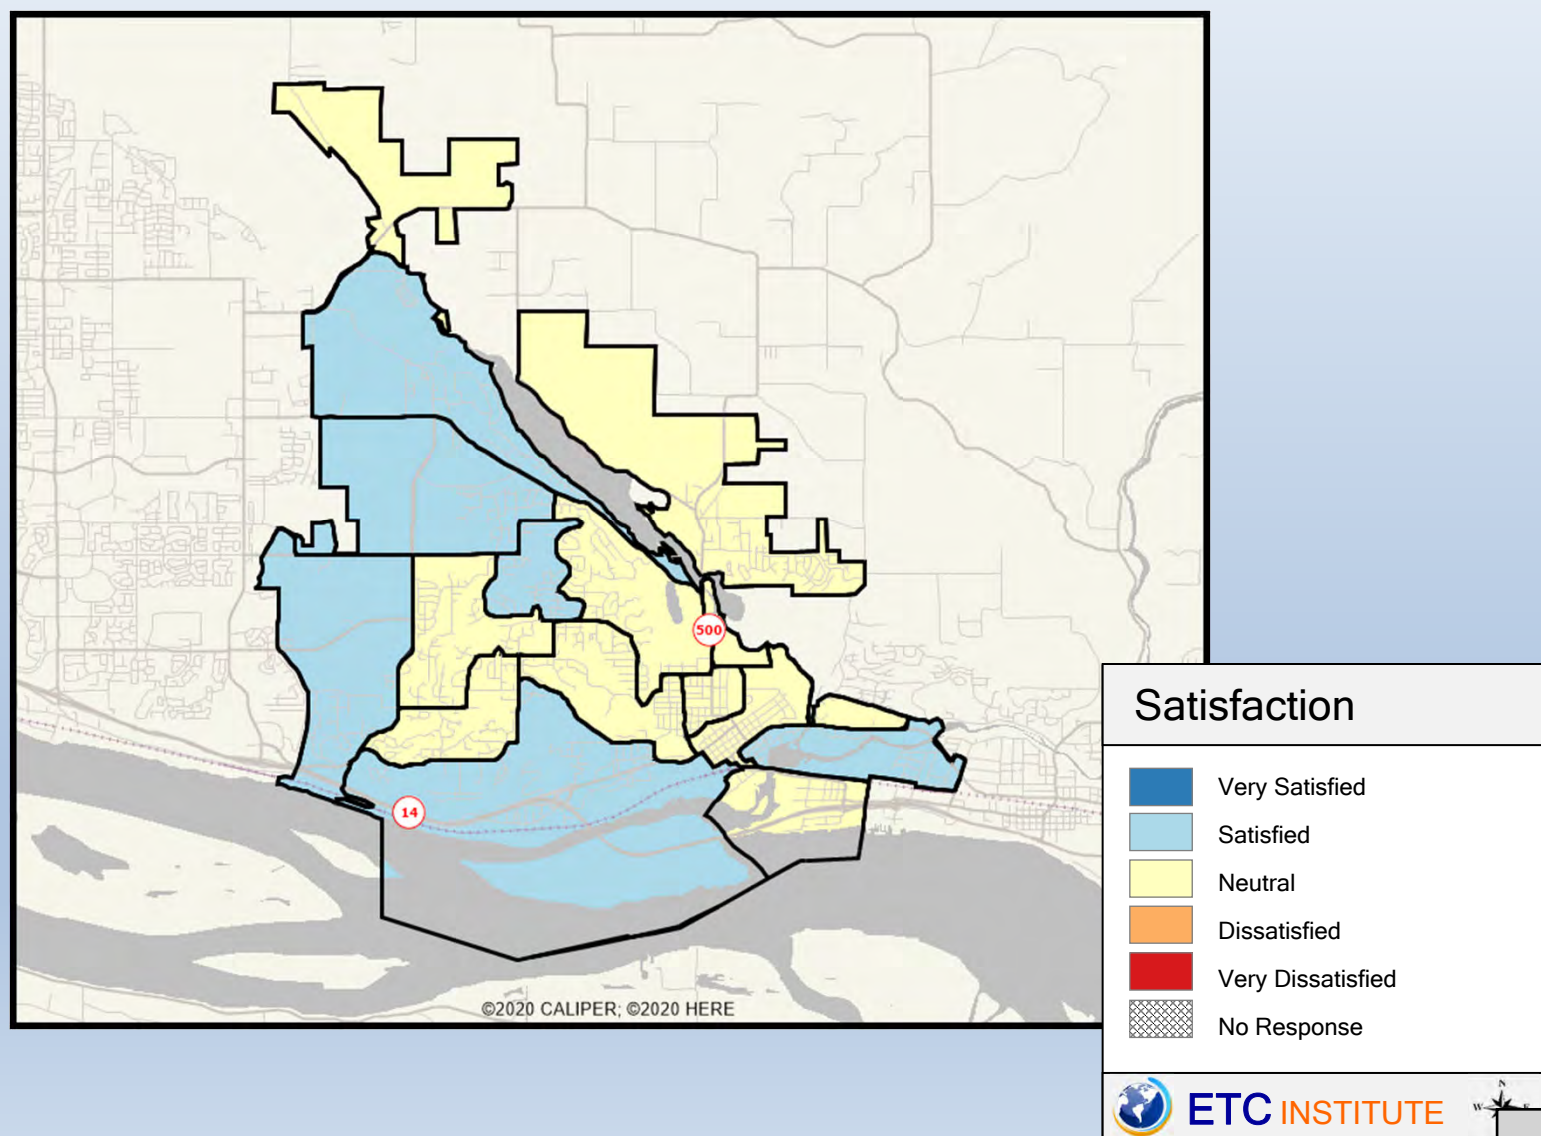 500
14
©2020 CALIPER; ©2020 HERE
Satisfaction
Very Satisfied
Satisfied
Neutral
Dissatisfied
Very Dissatisfied
No Response
ETC INSTITUTE
N
W E